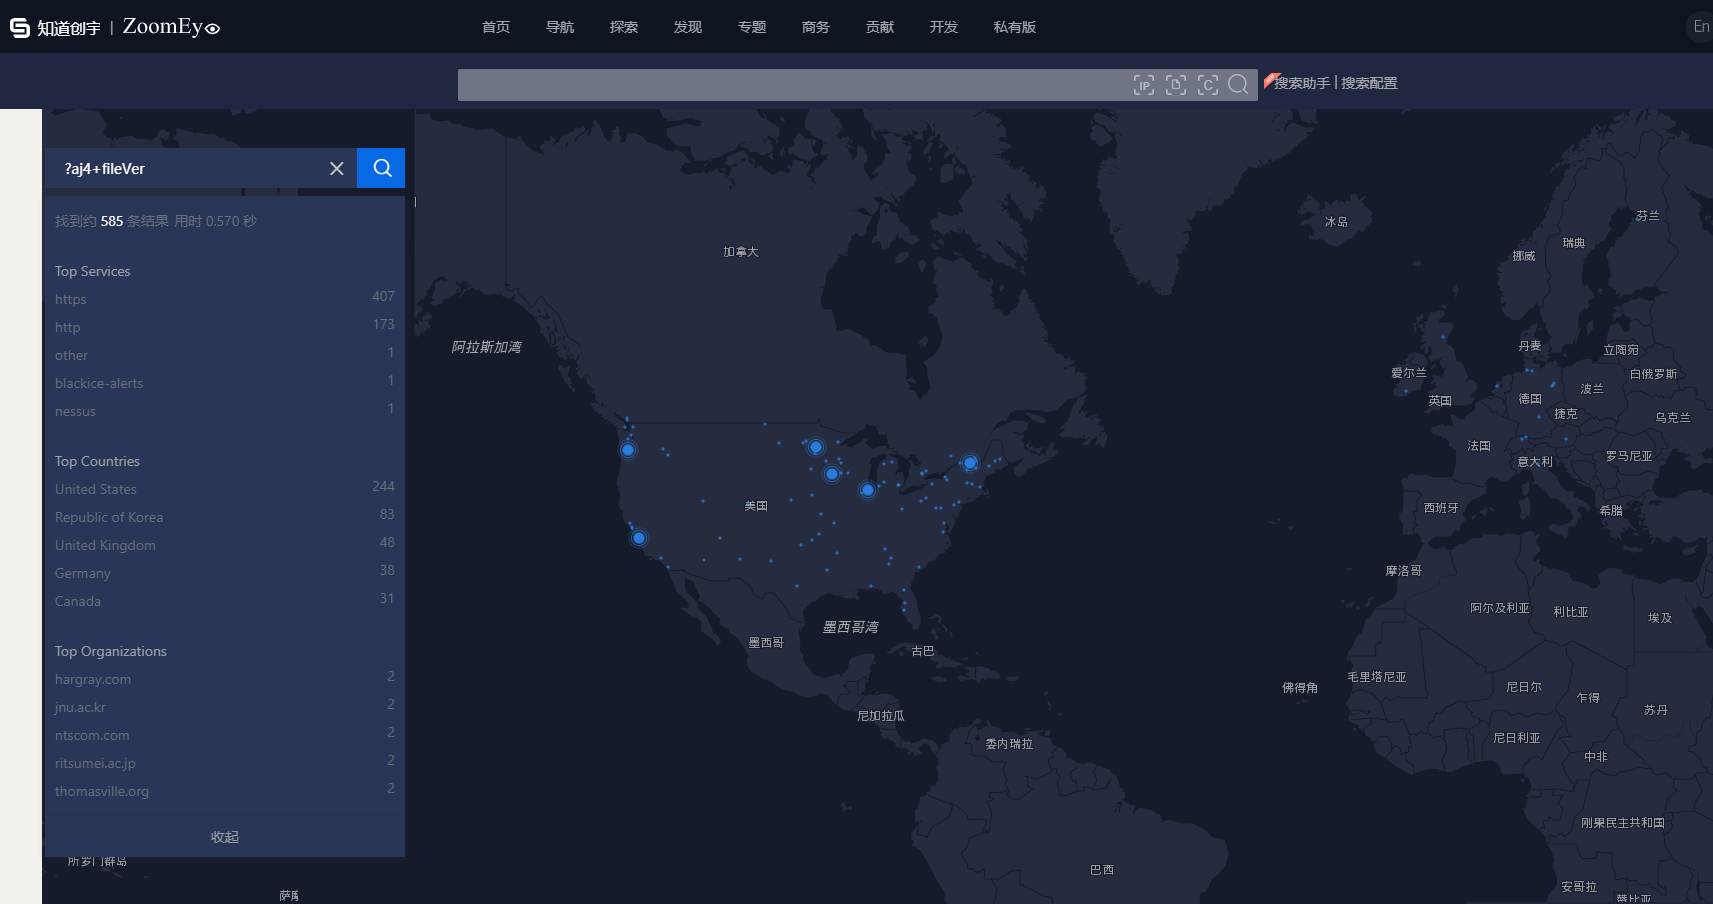 知道创宇 | ZoomEye
首页 导航 探索 发现 专题 商务 贡献 开发 私有版 En
IP D C 搜索助手 | 搜索配置
?aj4+fileVer
找到约 585 条结果 用时 0.570 秒
Top Services
https 407
http 173
other 1
blackice-alerts 1
nessus 1
Top Countries
United States 244
Republic of Korea 83
United Kingdom 48
Germany 38
Canada 31
Top Organizations
hargray.com 2
jnu.ac.kr 2
ntscom.com 2
ritsumei.ac.jp 2
thomasville.org 2
收起
所罗门群岛
加拿大
阿拉斯加湾
美国
墨西哥湾
墨西哥
古巴
尼加拉瓜
委内瑞拉
巴西
冰岛
芬兰
瑞典
挪威
丹麦
立陶宛
爱尔兰
白俄罗斯
英国
德国
波兰
捷克
乌克兰
法国
意大利
罗马尼亚
西班牙
希腊
摩洛哥
阿尔及利亚
利比亚
埃及
毛里塔尼亚
佛得角
尼日尔
乍得
苏丹
尼日利亚
中非
刚果民主共和国
安哥拉
赞比亚